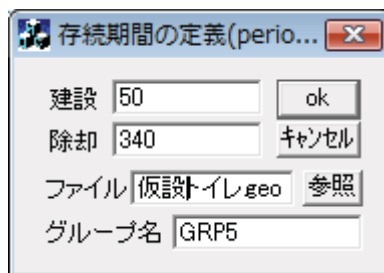 存続期間の定義(perio...
建設 50 ok
除却 340 キャンセル
ファイル 仮設トイレ.geo 参照
グループ名 GRP5